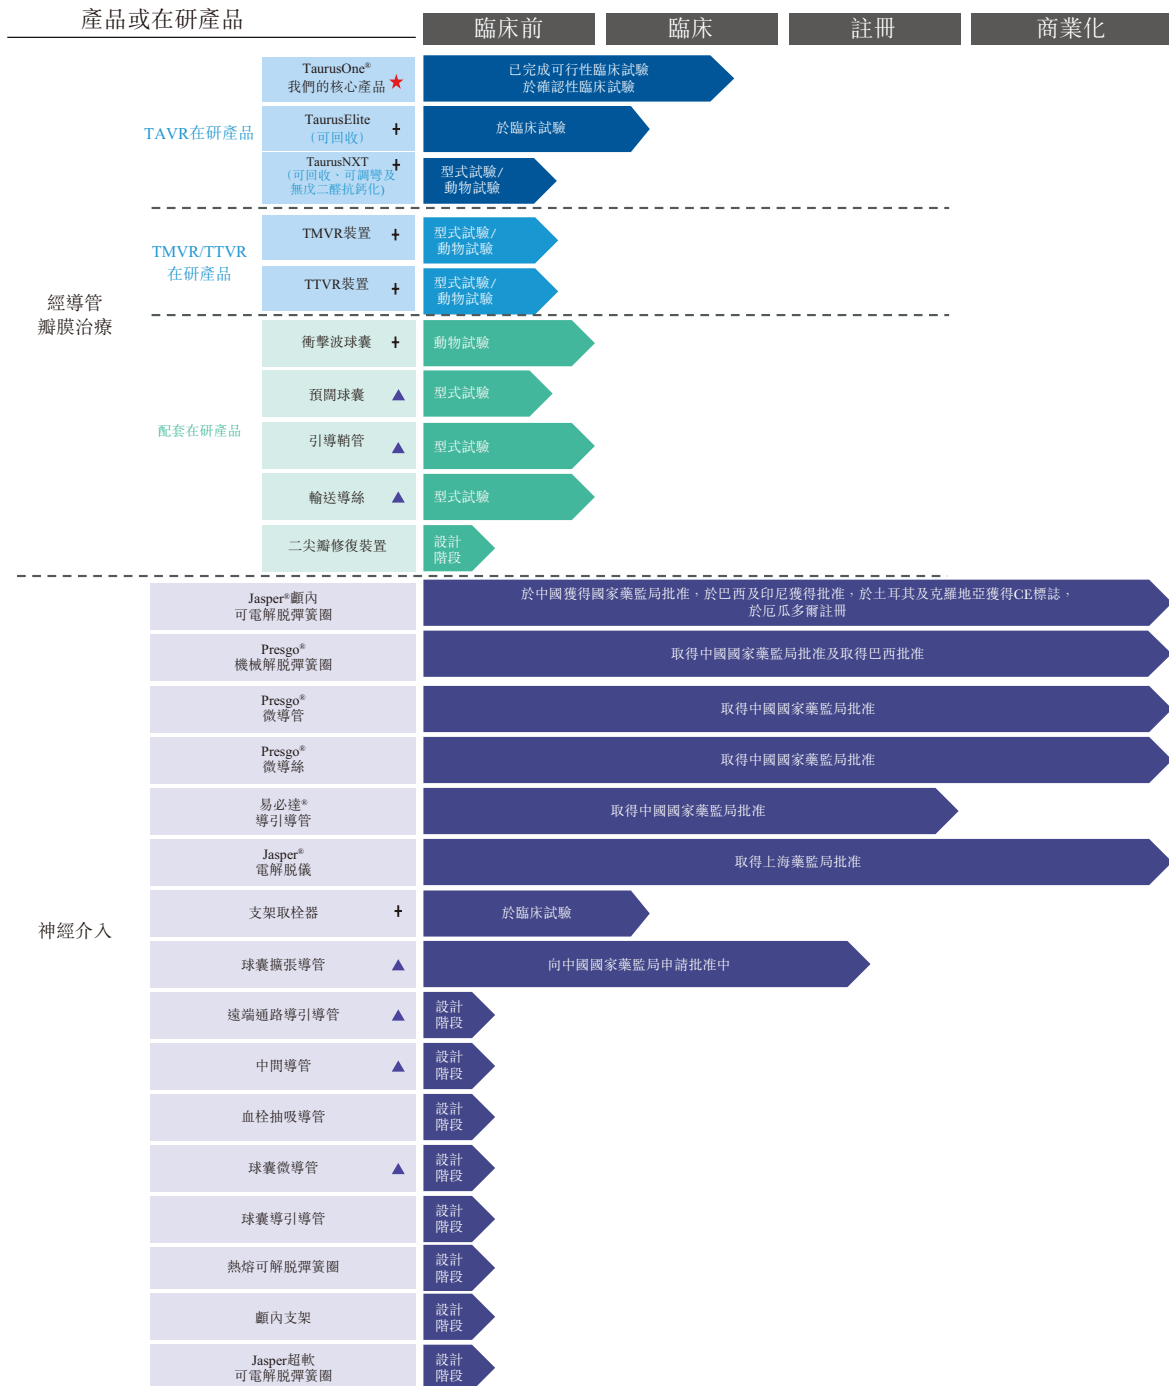 產品或在研產品
臨床前
臨床
註冊
商業化
經導管
瓣膜治療
TAVR在研產品
TaurusOne®
我們的核心產品
已完成可行性臨床試驗
於確認性臨床試驗
TaurusElite
(可回收)
於臨床試驗
TaurusNXT
(可回收、可調彎及
無戊二醛抗鈣化)
型式試驗/
動物試驗
TMVR/TTVR
在研產品
TMVR裝置
型式試驗/
動物試驗
TTVR裝置
型式試驗/
動物試驗
配套在研產品
衝擊波球囊
動物試驗
預闊球囊
型式試驗
引導鞘管
型式試驗
輸送導絲
型式試驗
二尖瓣修復裝置
設計
階段
神經介入
Jasper®顱內
可電解脫彈簧圈
於中國獲得國家藥監局批准，於巴西及印尼獲得批准，於土耳其及克羅地亞獲得CE標誌，
於厄瓜多爾註冊
Presgo®
機械解脫彈簧圈
取得中國國家藥監局批准及取得巴西批准
Presgo®
微導管
取得中國國家藥監局批准
Presgo®
微導絲
取得中國國家藥監局批准
易必達®
導引導管
取得中國國家藥監局批准
Jasper®
電解脫儀
取得上海藥監局批准
支架取栓器
於臨床試驗
球囊擴張導管
向中國國家藥監局申請批准中
遠端通路導引導管
設計
階段
中間導管
設計
階段
血栓抽吸導管
設計
階段
球囊微導管
設計
階段
球囊導引導管
設計
階段
熱熔可解脫彈簧圈
設計
階段
顱內支架
設計
階段
Jasper超軟
可電解脫彈簧圈
設計
階段